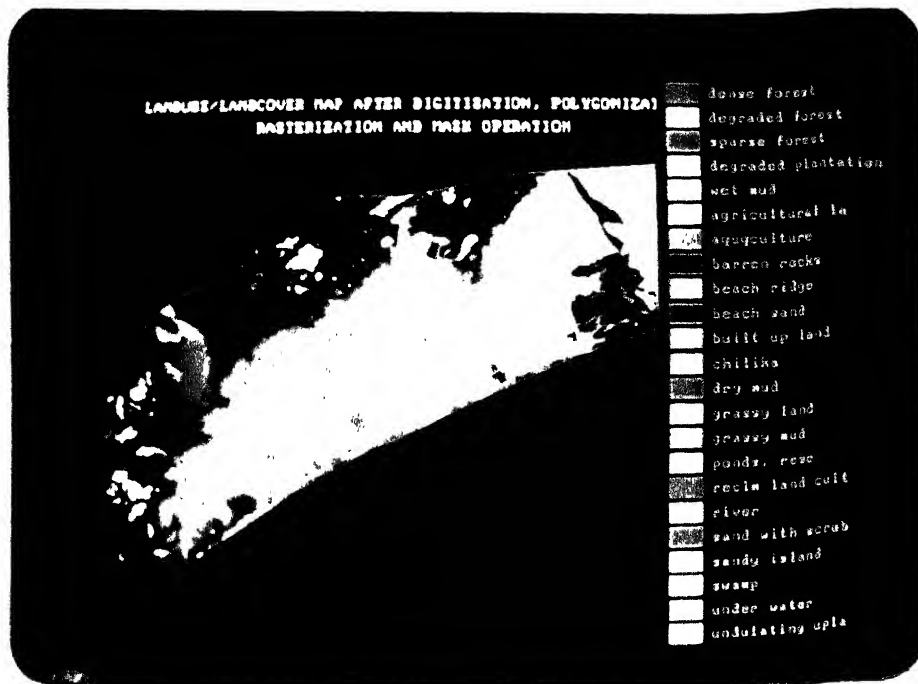 LANDUSE/LANDCOVER MAP AFTER DIGITISATION, POLYGOMIZAT
RASTERIZATION AND MASK OPERATION
dense forest
degraded forest
sparse forest
degraded plantation
wet mud
agricultural la
aquqculture
barren rocks
beach ridge
beach sand
built up land
chilika
dry mud
grassy land
grassy mud
ponds, rese
reclm land cult
river
sand with scrub
sandy island
swamp
under water
undulating upla